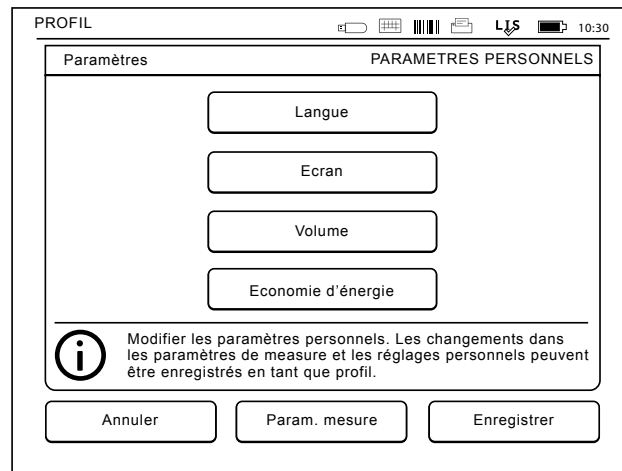 PROFIL
LIS
10:30
Paramètres
PARAMETRES PERSONNELS
Langue
Ecran
Volume
Economie d’énergie
Modifier les paramètres personnels. Les changements dans
les paramètres de measure et les réglages personnels peuvent
être enregistrés en tant que profil.
Annuler
Param. mesure
Enregistrer